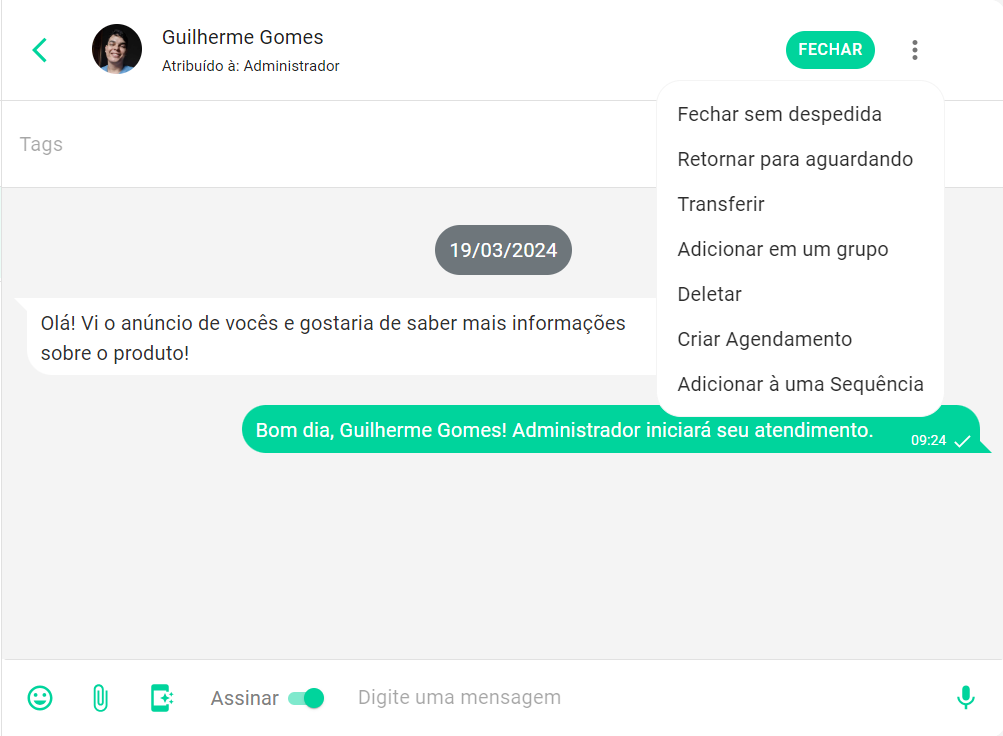 Guilherme Gomes
Atribuído à: Administrador
FECHAR
Tags
Fechar sem despedida
Retornar para aguardando
Transferir
Adicionar em um grupo
Deletar
Criar Agendamento
Adicionar à uma Sequência
19/03/2024
Olá! Vi o anúncio de vocês e gostaria de saber mais informações
sobre o produto!
Bom dia, Guilherme Gomes! Administrador iniciará seu atendimento.
09:24
Assinar
Digite uma mensagem